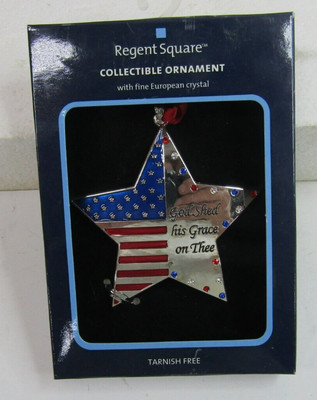 Regent Square™
COLLECTIBLE ORNAMENT
with fine European crystal
God Shed
his Grace
on Thee
TARNISH FREE